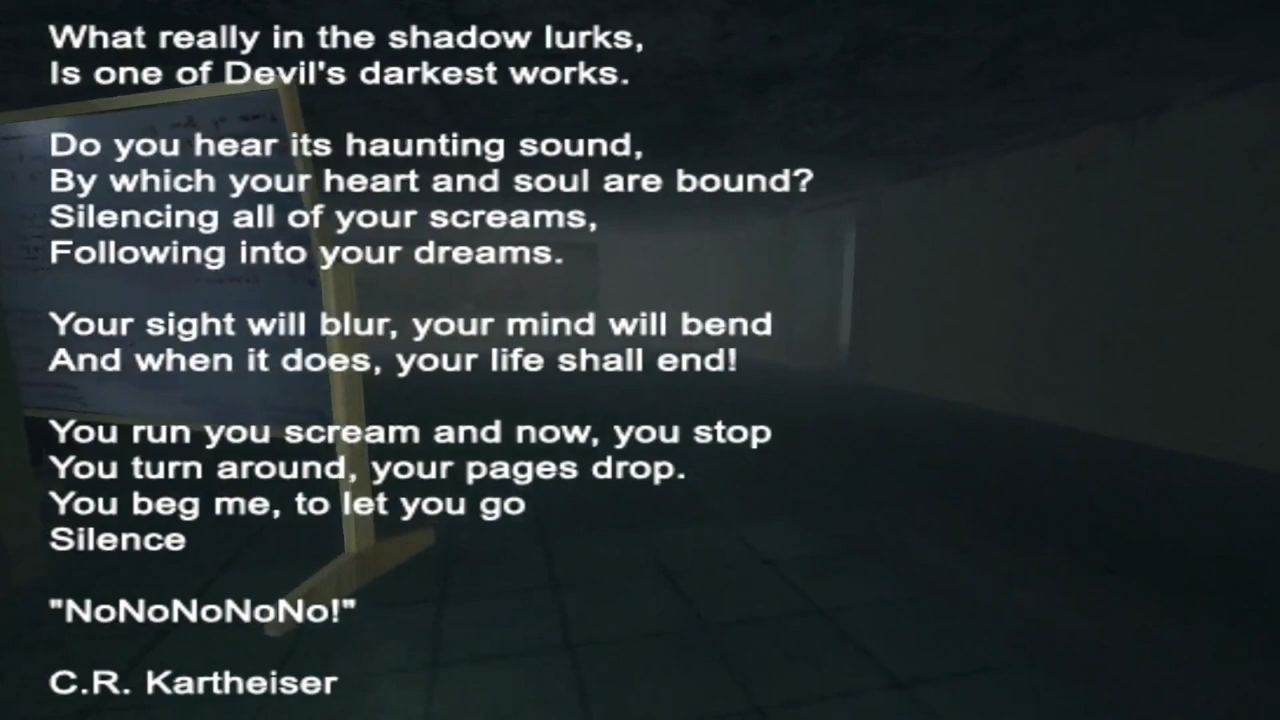 What really in the shadow lurks,
Is one of Devil's darkest works.
Do you hear its haunting sound,
By which your heart and soul are bound?
Silencing all of your screams,
Following into your dreams.
Your sight will blur, your mind will bend
And when it does, your life shall end!
You run you scream and now, you stop
You turn around, your pages drop.
You beg me, to let you go
Silence
"NoNoNoNoNo!"
C.R. Kartheiser